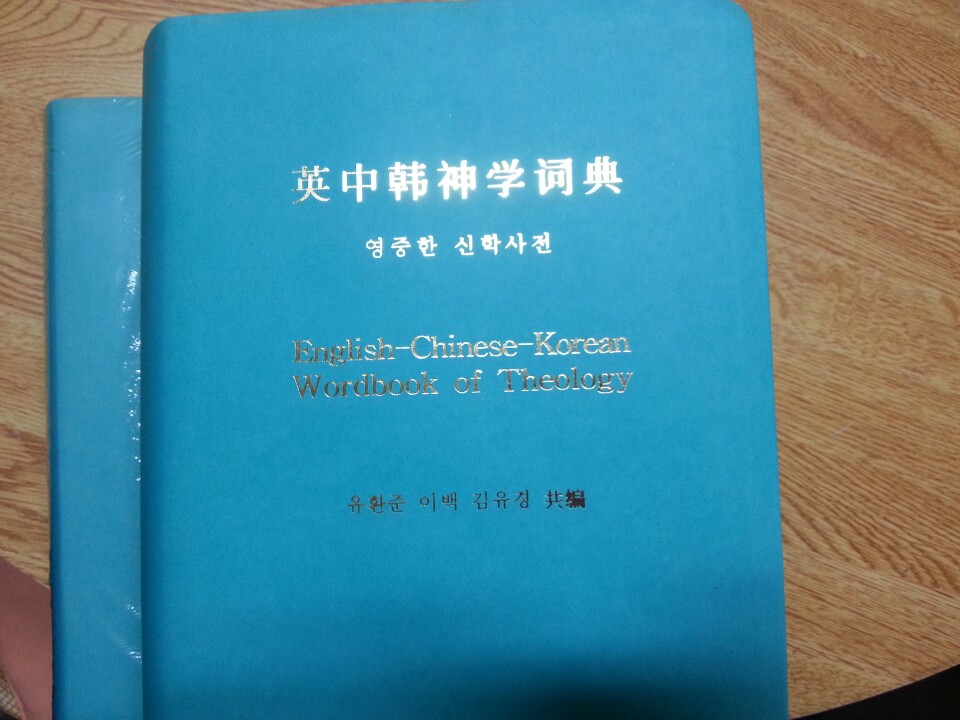 英中韩神学词典
영중한 신학사전
English-Chinese-Korean
Wordbook of Theology
유환준 이백 김유경 共编